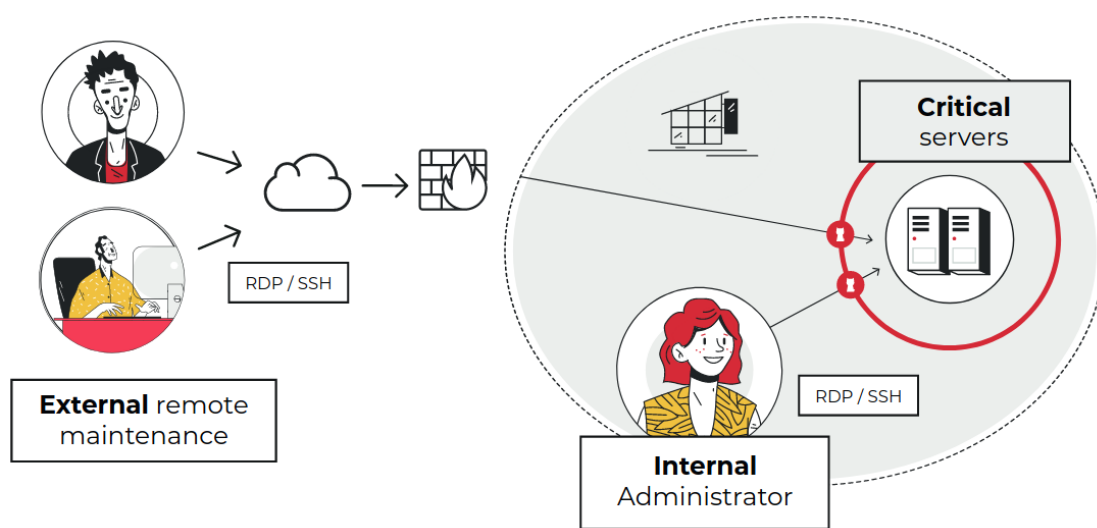 Critical
servers
RDP / SSH
External remote
maintenance
RDP / SSH
Internal
Administrator